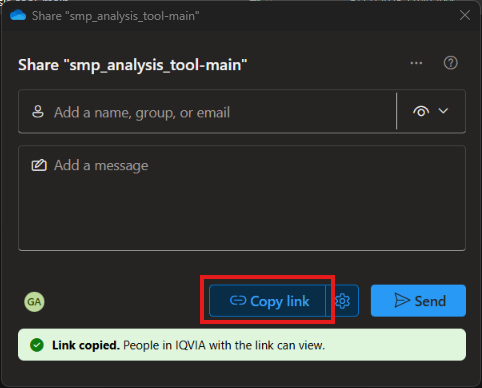 Share "smp_analysis_tool-main"
Share "smp_analysis_tool-main"
Add a name, group, or email
Add a message
GA
Copy link
Send
Link copied. People in IQVIA with the link can view.